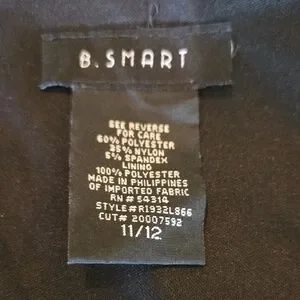 B.SMART
SEE REVERSE
FOR CARE
60% POLYESTER
35% NYLON
5% SPANDEX
LINING
100% POLYESTER
MADE IN PHILIPPINES
OF IMPORTED FABRIC
RN # 54314
STYLE#R1932L866
CUT# 20007592
11/12